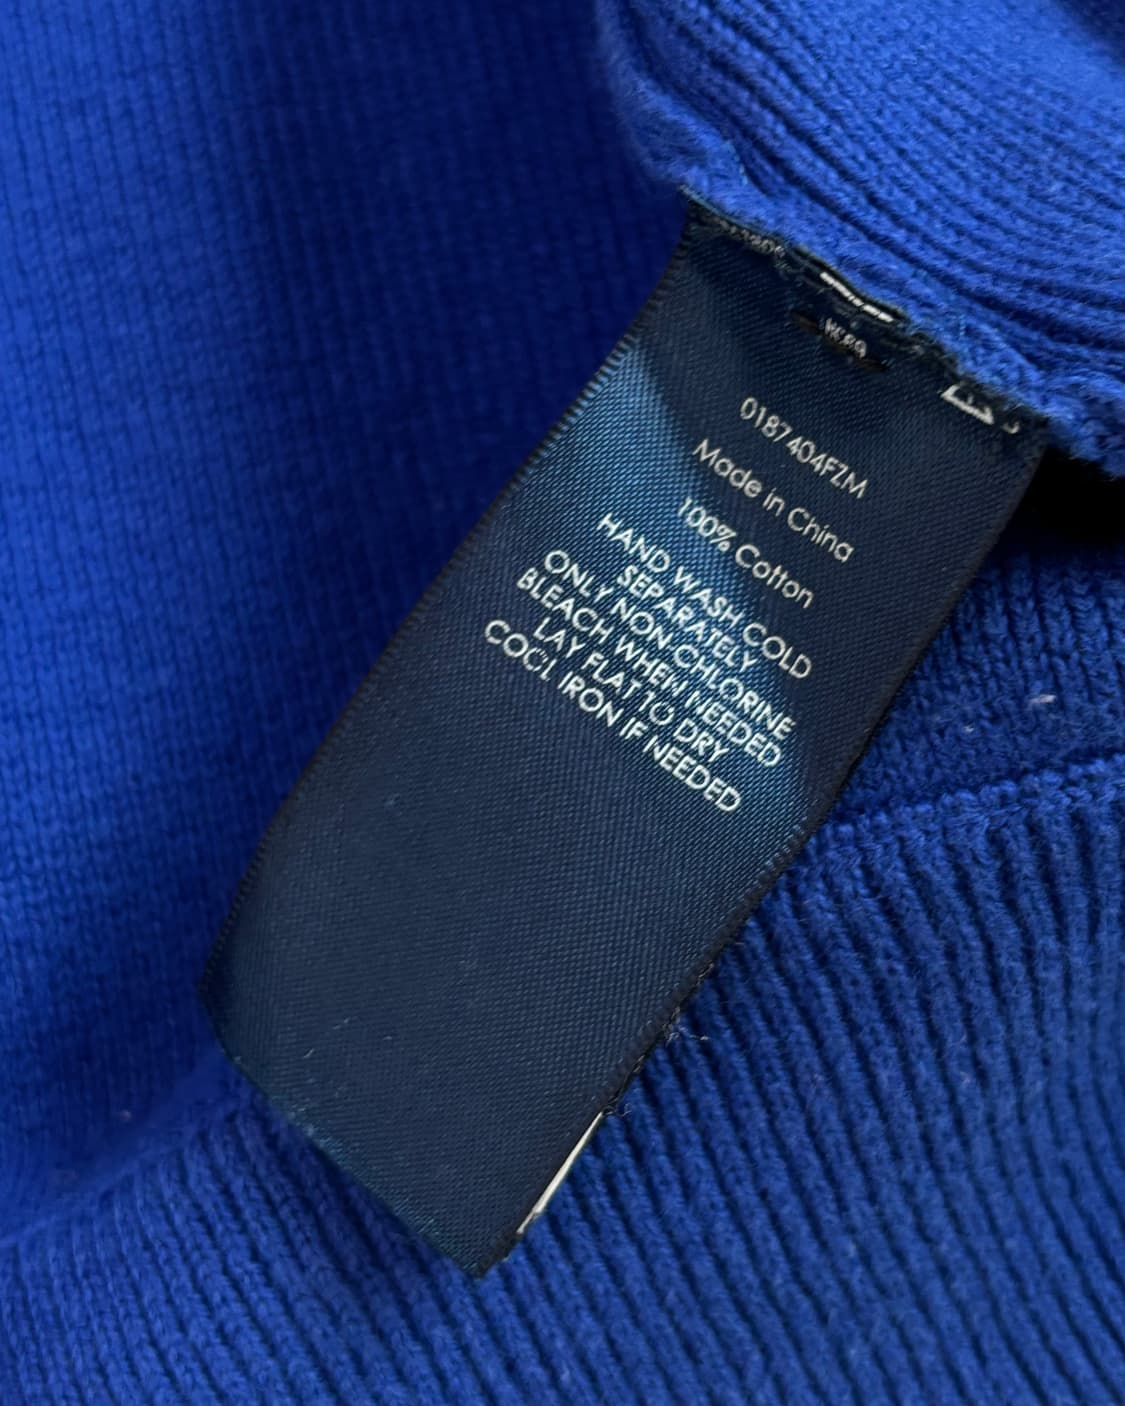 0187404FZM
Made in China
100% Cotton
HAND WASH COLD
SEPARATELY
ONLY NON-CHLORINE
BLEACH WHEN NEEDED
LAY FLAT TO DRY
COOL IRON IF NEEDED